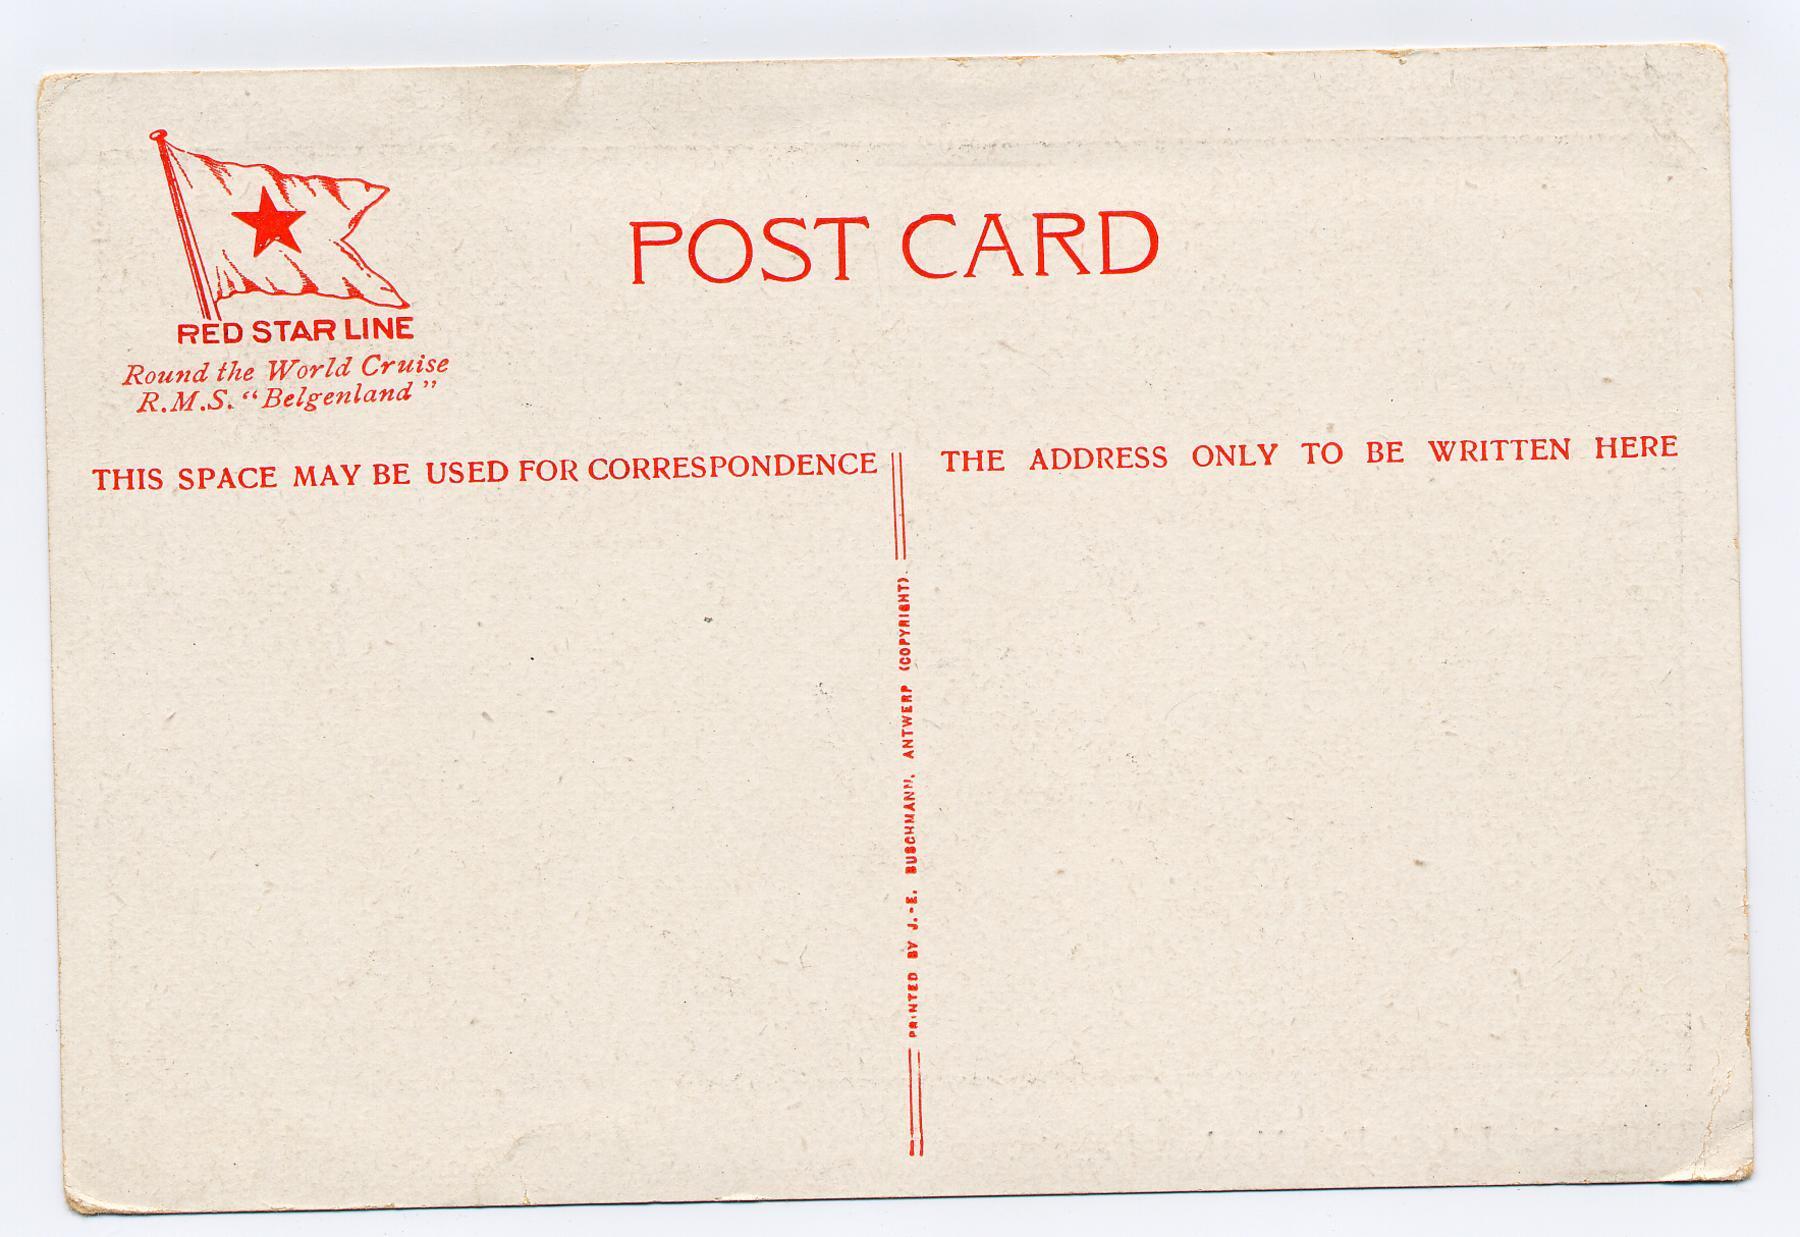 POST CARD
RED STAR LINE
Round the World Cruise
R.M.S. “Belgenland”
THIS SPACE MAY BE USED FOR CORRESPONDENCE
THE ADDRESS ONLY TO BE WRITTEN HERE
PRINTED BY J.-E. BUSCHMANN, ANTWERP (COPYRIGHT)